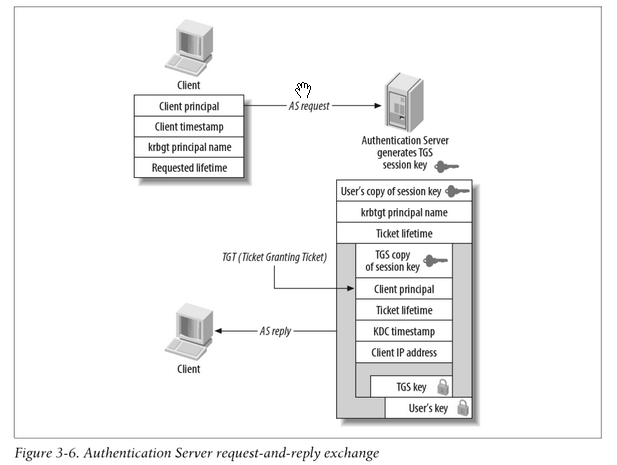 Client
Client principal
Client timestamp
krbgt principal name
Requested lifetime
AS request
Authentication Server
generates TGS
session key
User's copy of session key
krbtgt principal name
Ticket lifetime
TGS copy
of session key
TGT (Ticket Granting Ticket)
Client principal
Ticket lifetime
KDC timestamp
Client IP address
TGS key
User's key
AS reply
Client
Figure 3-6. Authentication Server request-and-reply exchange